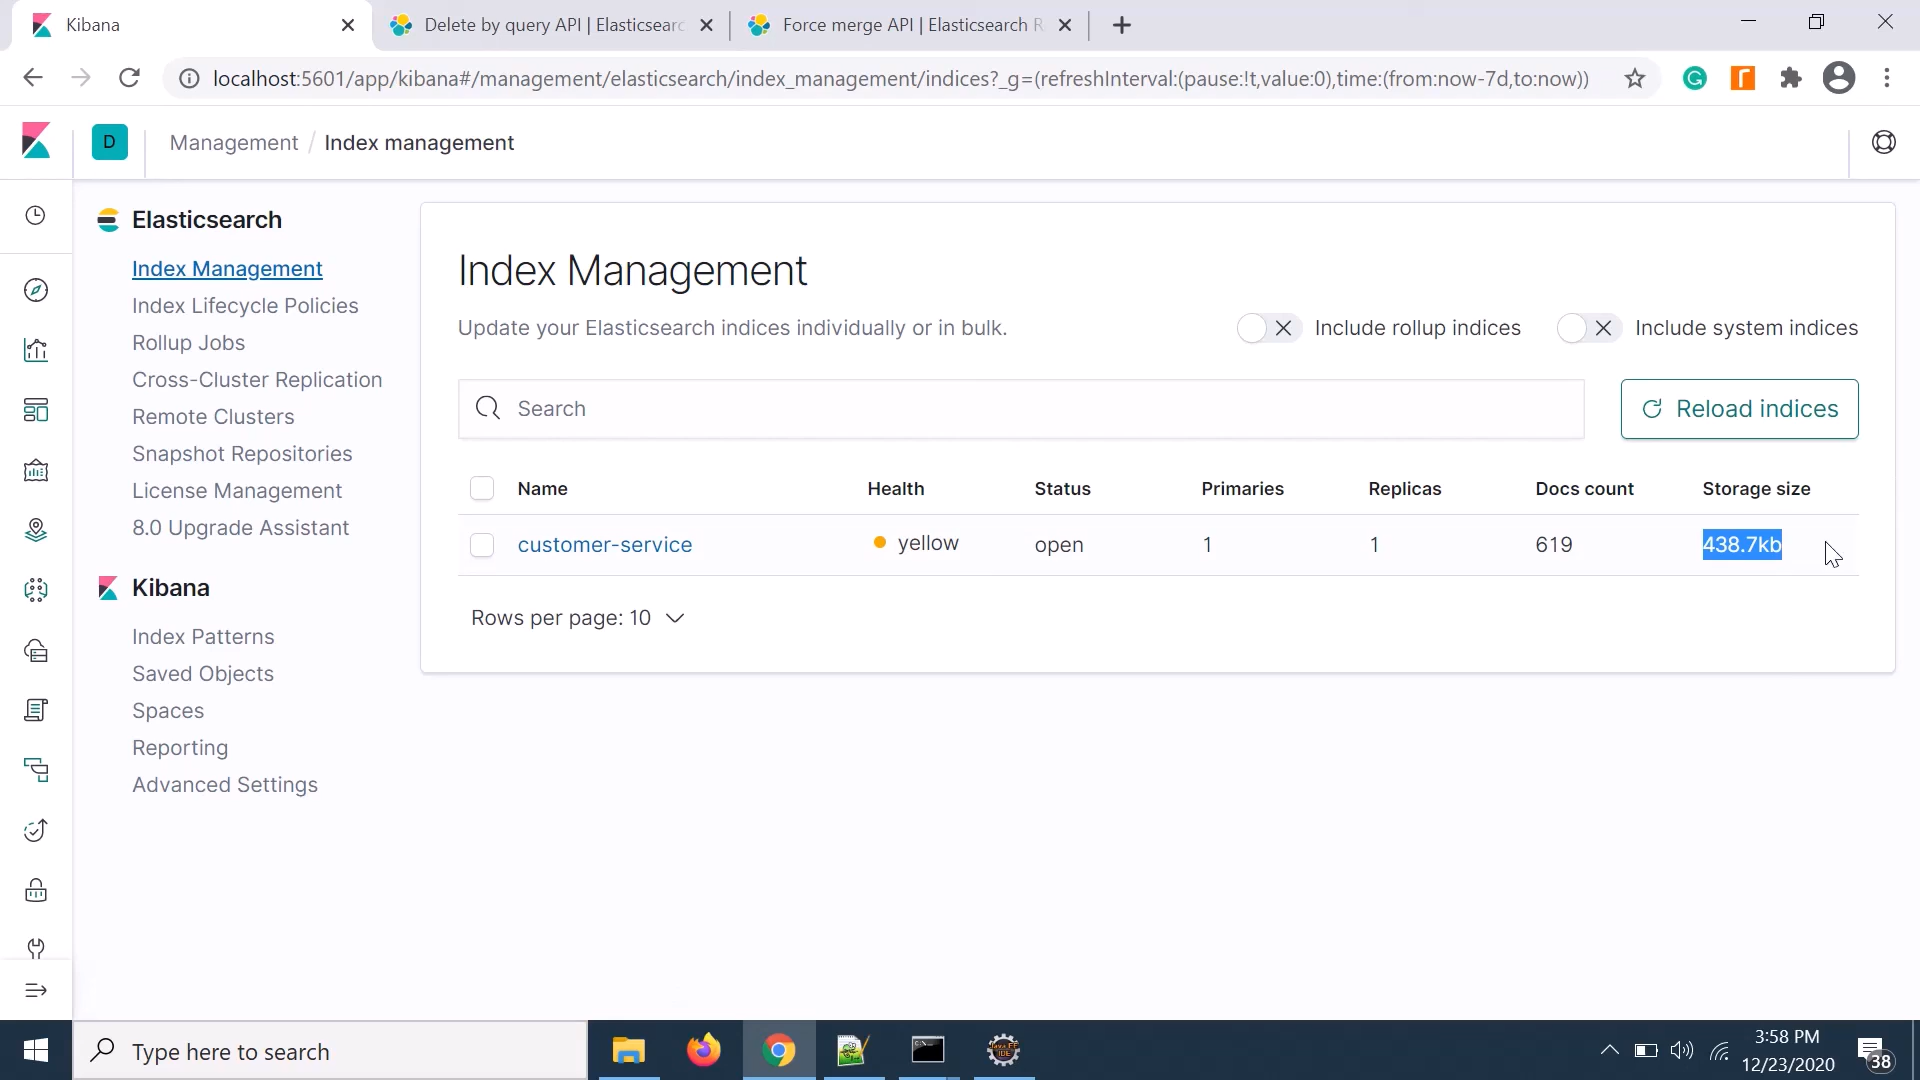 Kibana
Delete by query API | Elasticsearc
Force merge API | Elasticsearch R
localhost:5601/app/kibana#/management/elasticsearch/index_management/indices?_g=(refreshInterval:(pause:!t,value:0),time:(from:now-7d,to:now))
D
Management / Index management
Elasticsearch
Index Management
Index Lifecycle Policies
Rollup Jobs
Cross-Cluster Replication
Remote Clusters
Snapshot Repositories
License Management
8.0 Upgrade Assistant
Kibana
Index Patterns
Saved Objects
Spaces
Reporting
Advanced Settings
Index Management
Update your Elasticsearch indices individually or in bulk.
Include rollup indices
Include system indices
Search
Reload indices
Name Health Status Primaries Replicas Docs count Storage size
customer-service yellow open 1 1 619 438.7kb
Rows per page: 10
Type here to search
Java EE
IDE
3:58 PM
12/23/2020
38